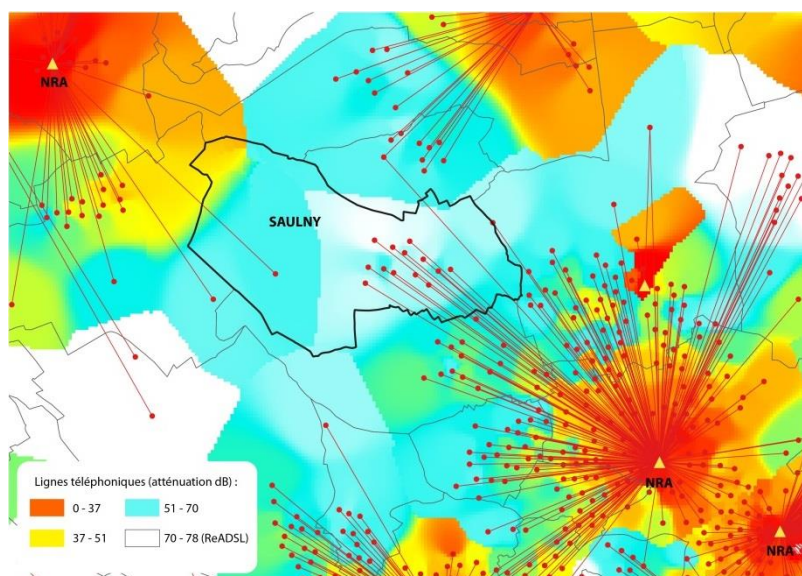 NRA
SAULNY
NRA
NRA
Lignes téléphoniques (atténuation dB) :
0 - 37
51 - 70
37 - 51
70 - 78 (ReADSL)